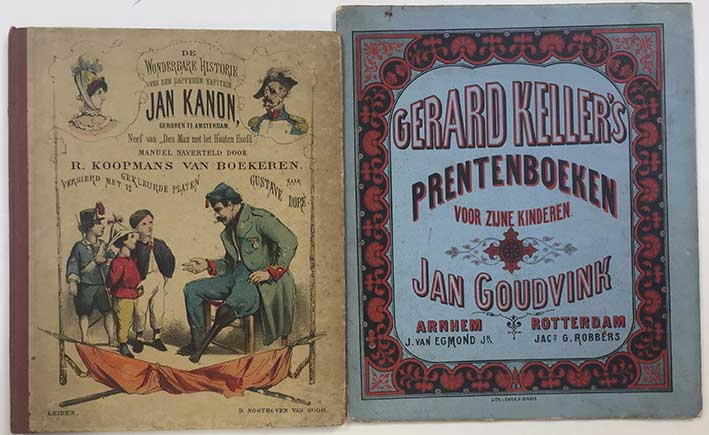 DE
WONDERBARE HISTORIE
VAN DEN DAPPEREN KAPITEIN
JAN KANON,
GEBOREN TE AMSTERDAM,
Neef van „Den Man met het Houten Hoofd"
MANUEL NAVERTELD DOOR
R. KOOPMANS VAN BOEKEREN.
VERSIERD MET 12 GEKLEURDE PLATEN NAAR GUSTAVE DORÉ.
LEIDEN.
D. NOOTHOVEN VAN GOOR.
GERARD KELLER'S
PRENTENBOEKEN
VOOR ZIJNE KINDEREN.
JAN GOUDVINK
ARNHEM ROTTERDAM
J. VAN EGMOND JR. JACS. G. ROBBERS